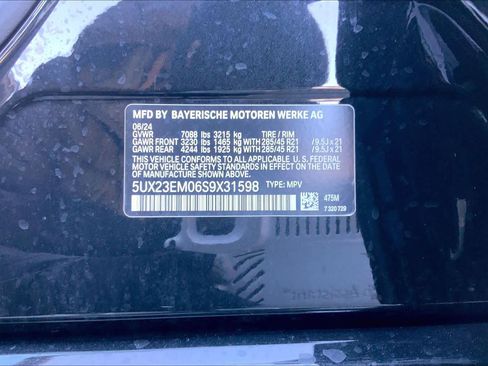 MFD BY BAYERISCHE MOTOREN WERKE AG
06/24
GVWR 7088 lbs 3215 kg TIRE / RIM
GAWR FRONT 3230 lbs 1465 kg WITH 285/45 R21 / 9.5J x 21
GAWR REAR 4244 lbs 1925 kg WITH 285/45 R21 / 9.5J x 21
THIS VEHICLE CONFORMS TO ALL APPLICABLE U.S. FEDERAL MOTOR VEHICLE SAFETY
STANDARDS IN EFFECT ON THE DATE OF MANUFACTURE SHOWN ABOVE.
5UX23EM06S9X31598 TYPE: MPV
475M
7 320 729